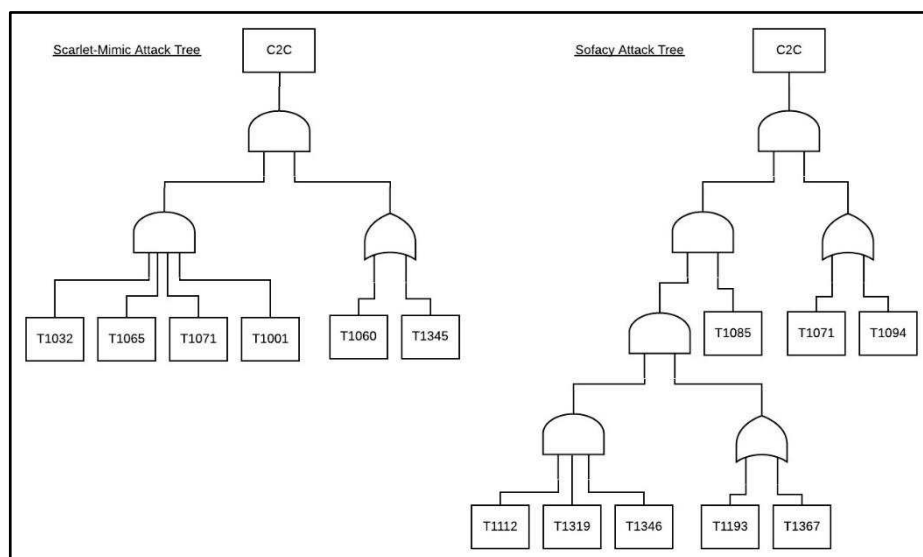 Scarlet-Mimic Attack Tree
C2C
Sofacy Attack Tree
C2C
T1032
T1065
T1071
T1001
T1060
T1345
T1085
T1071
T1094
T1112
T1319
T1346
T1193
T1367